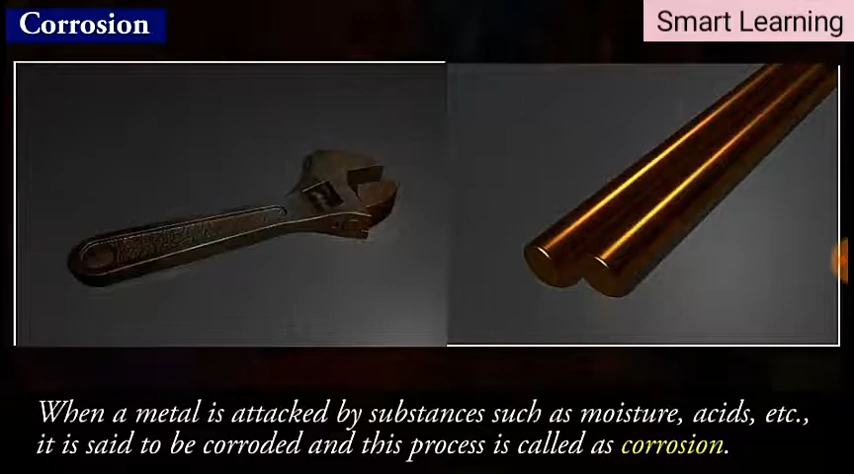 Corrosion
Smart Learning
When a metal is attacked by substances such as moisture, acids, etc.,
it is said to be corroded and this process is called as corrosion.